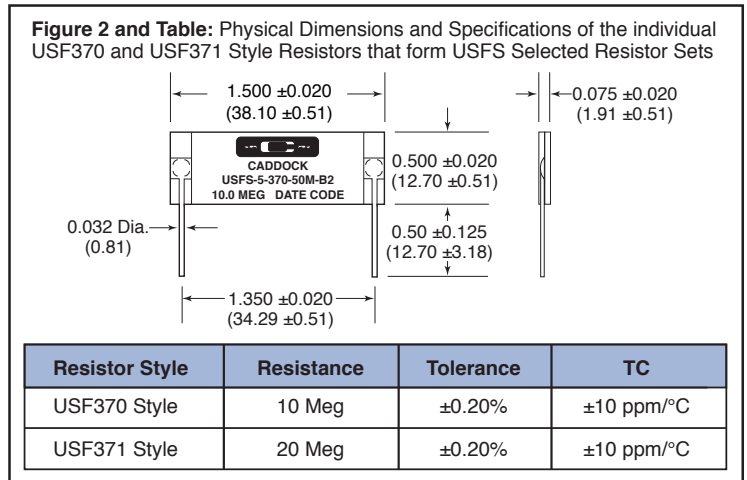 Figure 2 and Table: Physical Dimensions and Specifications of the individual
USF370 and USF371 Style Resistors that form USFS Selected Resistor Sets
1.500 ±0.020
(38.10 ±0.51)
0.075 ±0.020
(1.91 ±0.51)
CADDOCK
USFS-5-370-50M-B2
10.0 MEG DATE CODE
0.500 ±0.020
(12.70 ±0.51)
0.032 Dia.
(0.81)
0.50 ±0.125
(12.70 ±3.18)
1.350 ±0.020
(34.29 ±0.51)
Resistor Style Resistance Tolerance TC
USF370 Style 10 Meg ±0.20% ±10 ppm/°C
USF371 Style 20 Meg ±0.20% ±10 ppm/°C